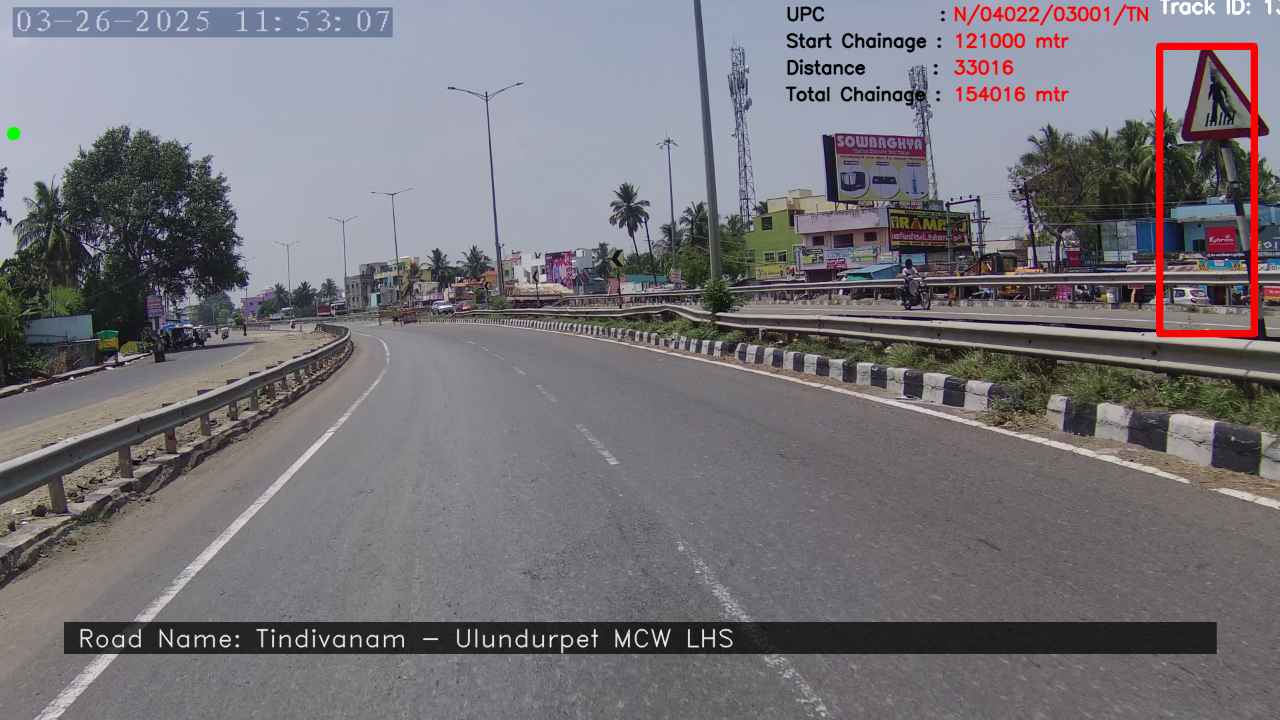 03-26-2025 11:53:07
UPC : N/04022/03001/TN
Track ID: 13
Start Chainage : 121000 mtr
Distance : 33016
Total Chainage : 154016 mtr
SOWBAGHYA
Road Name: Tindivanam – Ulundurpet MCW LHS